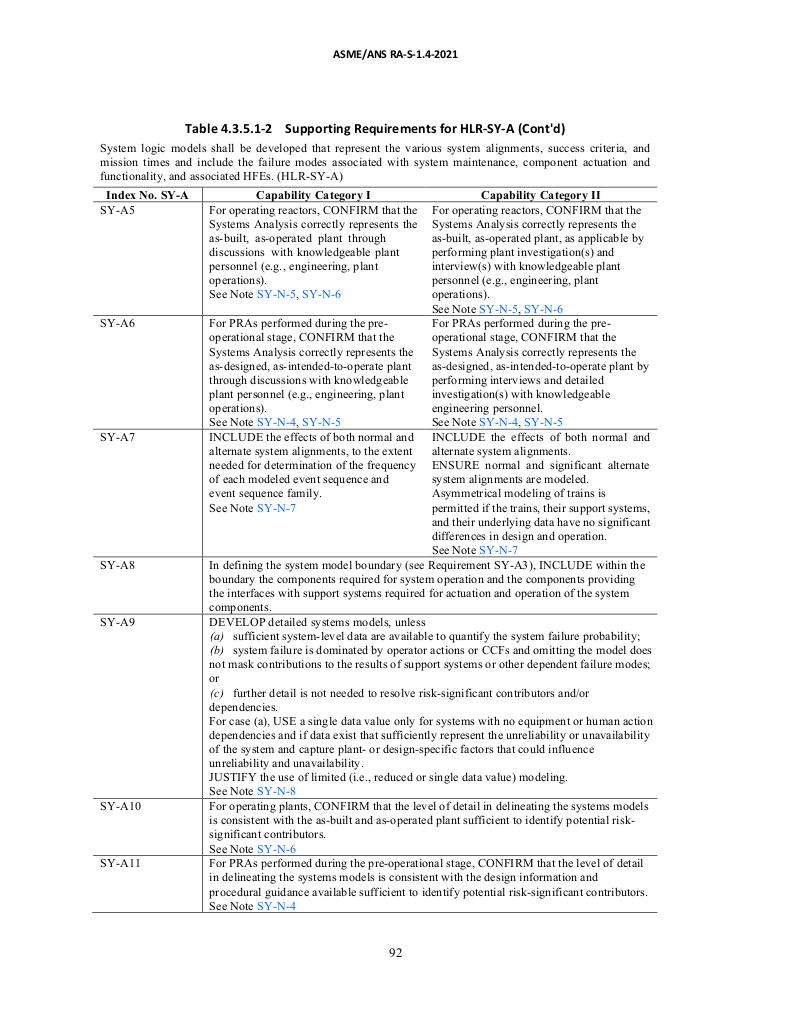 ASME/ANS RA-S-1.4-2021
Table 4.3.5.1-2 Supporting Requirements for HLR-SY-A (Cont'd)
System logic models shall be developed that represent the various system alignments, success criteria, and
mission times and include the failure modes associated with system maintenance, component actuation and
functionality, and associated HFEs. (HLR-SY-A)
Index No. SY-A Capability Category I Capability Category II
SY-A5
For operating reactors, CONFIRM that the
Systems Analysis correctly represents the
as-built, as-operated plant through
discussions with knowledgeable plant
personnel (e.g., engineering, plant
operations).
See Note SY-N-5, SY-N-6
For operating reactors, CONFIRM that the
Systems Analysis correctly represents the
as-built, as-operated plant, as applicable by
performing plant investigation(s) and
interview(s) with knowledgeable plant
personnel (e.g., engineering, plant
operations).
See Note SY-N-5, SY-N-6
SY-A6
For PRAs performed during the pre-
operational stage, CONFIRM that the
Systems Analysis correctly represents the
as-designed, as-intended-to-operate plant
through discussions with knowledgeable
plant personnel (e.g., engineering, plant
operations).
See Note SY-N-4, SY-N-5
For PRAs performed during the pre-
operational stage, CONFIRM that the
Systems Analysis correctly represents the
as-designed, as-intended-to-operate plant by
performing interviews and detailed
investigation(s) with knowledgeable
engineering personnel.
See Note SY-N-4, SY-N-5
SY-A7
INCLUDE the effects of both normal and
alternate system alignments, to the extent
needed for determination of the frequency
of each modeled event sequence and
event sequence family.
See Note SY-N-7
INCLUDE the effects of both normal and
alternate system alignments.
ENSURE normal and significant alternate
system alignments are modeled.
Asymmetrical modeling of trains is
permitted if the trains, their support systems,
and their underlying data have no significant
differences in design and operation.
See Note SY-N-7
SY-A8
In defining the system model boundary (see Requirement SY-A3), INCLUDE within the
boundary the components required for system operation and the components providing
the interfaces with support systems required for actuation and operation of the system
components.
SY-A9
DEVELOP detailed systems models, unless
(a) sufficient system-level data are available to quantify the system failure probability;
(b) system failure is dominated by operator actions or CCFs and omitting the model does
not mask contributions to the results of support systems or other dependent failure modes;
or
(c) further detail is not needed to resolve risk-significant contributors and/or
dependencies.
For case (a), USE a single data value only for systems with no equipment or human action
dependencies and if data exist that sufficiently represent the unreliability or unavailability
of the system and capture plant- or design-specific factors that could influence
unreliability and unavailability.
JUSTIFY the use of limited (i.e., reduced or single data value) modeling.
See Note SY-N-8
SY-A10
For operating plants, CONFIRM that the level of detail in delineating the systems models
is consistent with the as-built and as-operated plant sufficient to identify potential risk-
significant contributors.
See Note SY-N-6
SY-A11
For PRAs performed during the pre-operational stage, CONFIRM that the level of detail
in delineating the systems models is consistent with the design information and
procedural guidance available sufficient to identify potential risk-significant contributors.
See Note SY-N-4
92